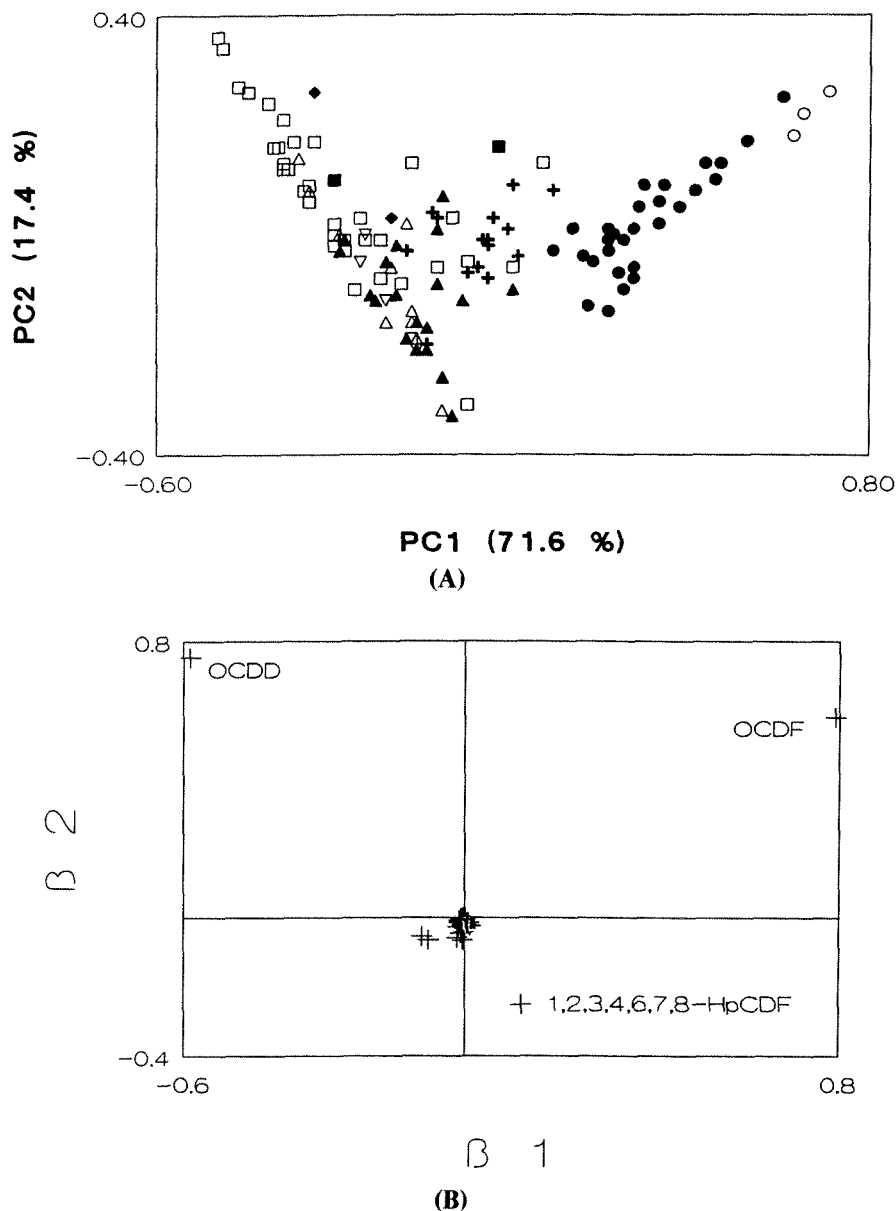 0.40
PC2 (17.4 %)
−0.40
−0.60
0.80
PC1 (71.6 %)
(A)
0.8
OCDD
OCDF
β 2
1,2,3,4,6,7,8−HpCDF
−0.4
−0.6
0.8
β 1
(B)